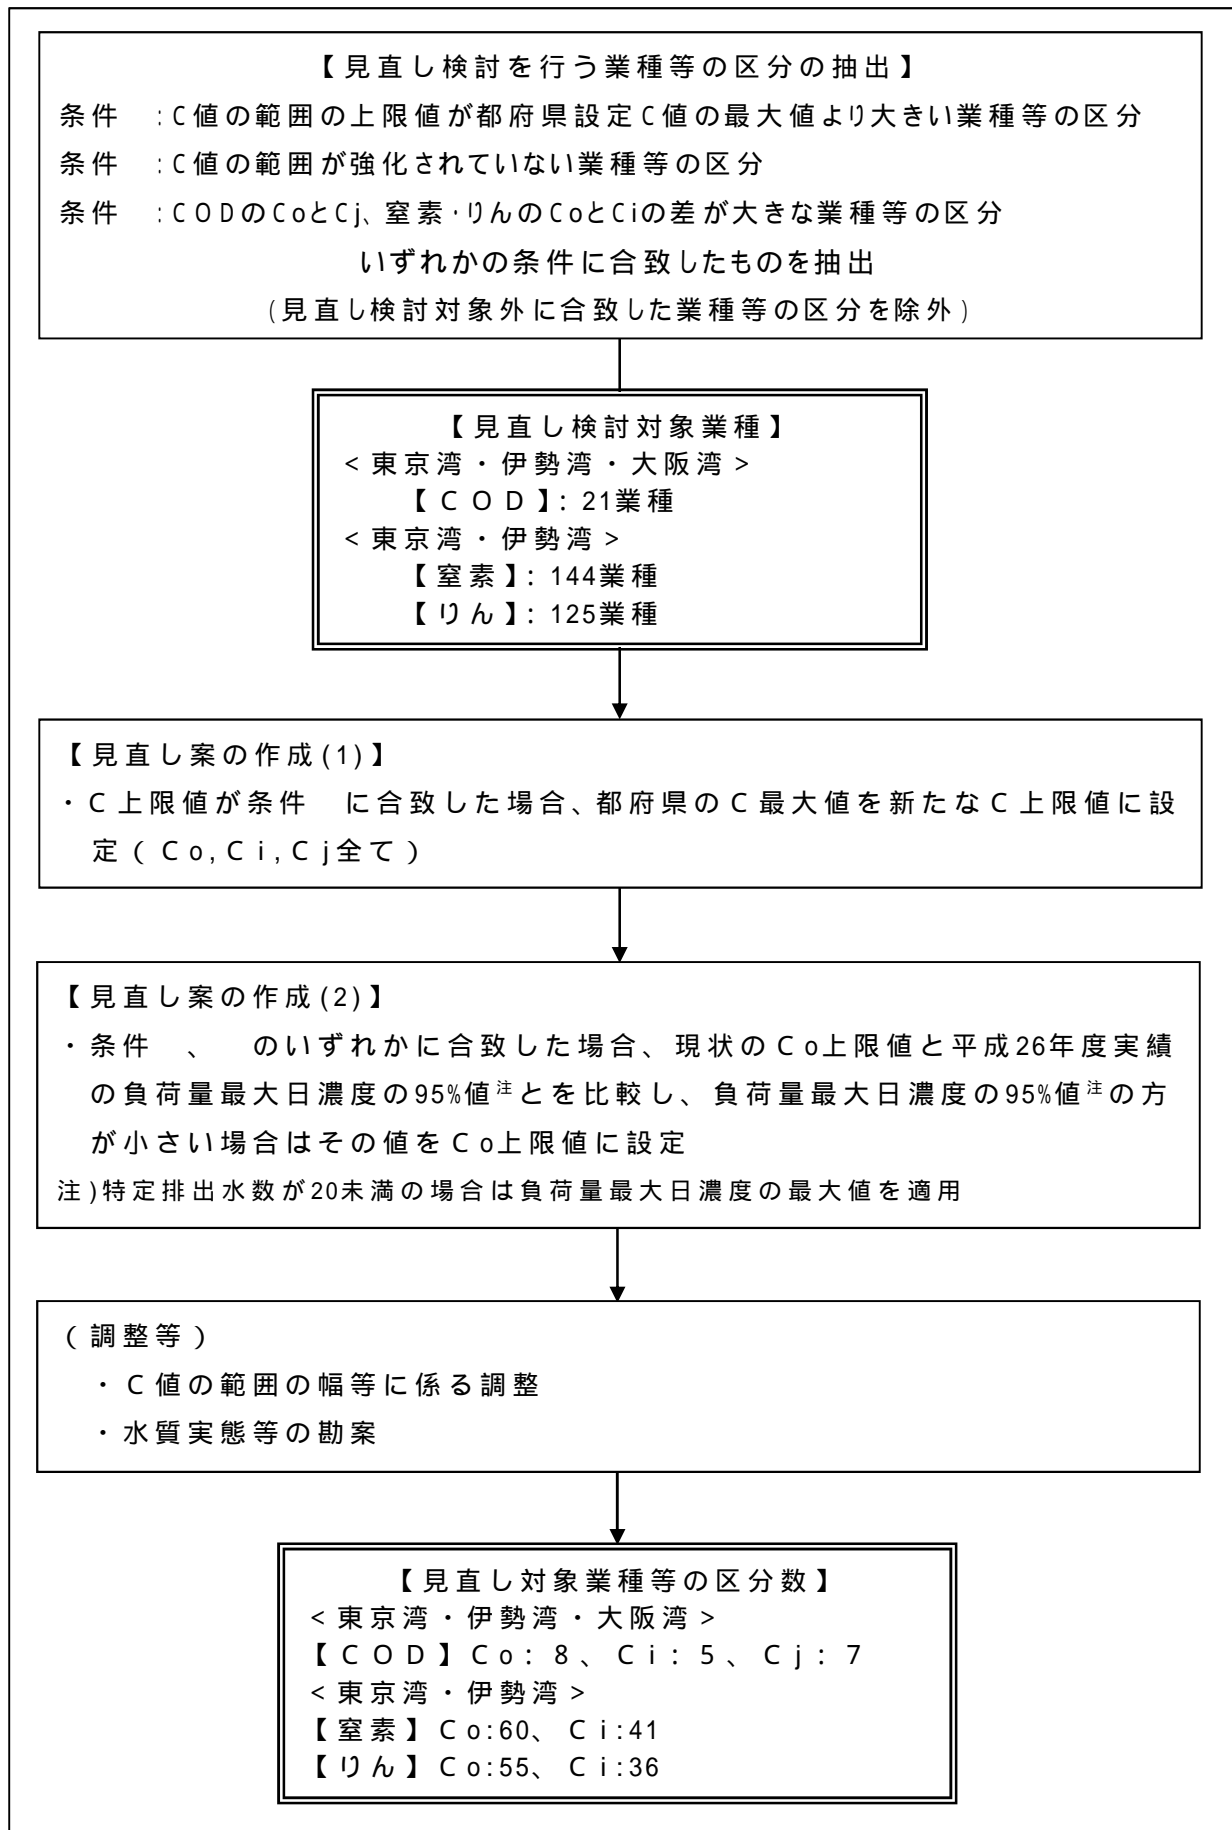 【見直し検討を行う業種等の区分の抽出】
条件　:C値の範囲の上限値が都府県設定C値の最大値より大きい業種等の区分
条件　:C値の範囲が強化されていない業種等の区分
条件　:CODのCoとCj、窒素・りんのCoとCiの差が大きな業種等の区分
いずれかの条件に合致したものを抽出
(見直し検討対象外に合致した業種等の区分を除外)
【見直し検討対象業種】
<東京湾・伊勢湾・大阪湾>
【COD】:21業種
<東京湾・伊勢湾>
【窒素】:144業種
【りん】:125業種
【見直し案の作成(1)】
・C上限値が条件　に合致した場合、都府県のC最大値を新たなC上限値に設
定(Co,Ci,Cj全て)
【見直し案の作成(2)】
・条件　、　のいずれかに合致した場合、現状のCo上限値と平成26年度実績
の負荷量最大日濃度の95%値注とを比較し、負荷量最大日濃度の95%値注の方
が小さい場合はその値をCo上限値に設定
注)特定排出水数が20未満の場合は負荷量最大日濃度の最大値を適用
(調整等)
・C値の範囲の幅等に係る調整
・水質実態等の勘案
【見直し対象業種等の区分数】
<東京湾・伊勢湾・大阪湾>
【COD】Co:8、Ci:5、Cj:7
<東京湾・伊勢湾>
【窒素】Co:60、Ci:41
【りん】Co:55、Ci:36